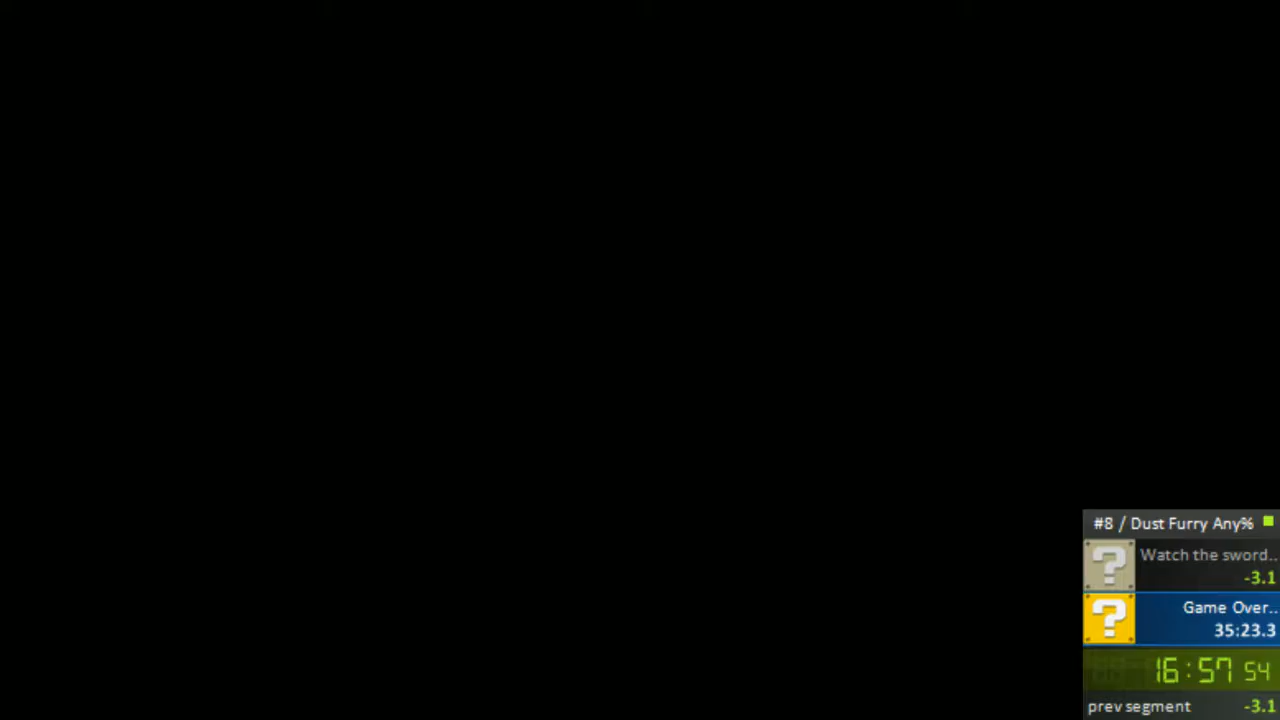 #8 / Dust Furry Any%
Watch the sword..
-3.1
Game Over..
35:23.3
16:57 54
prev segment -3.1